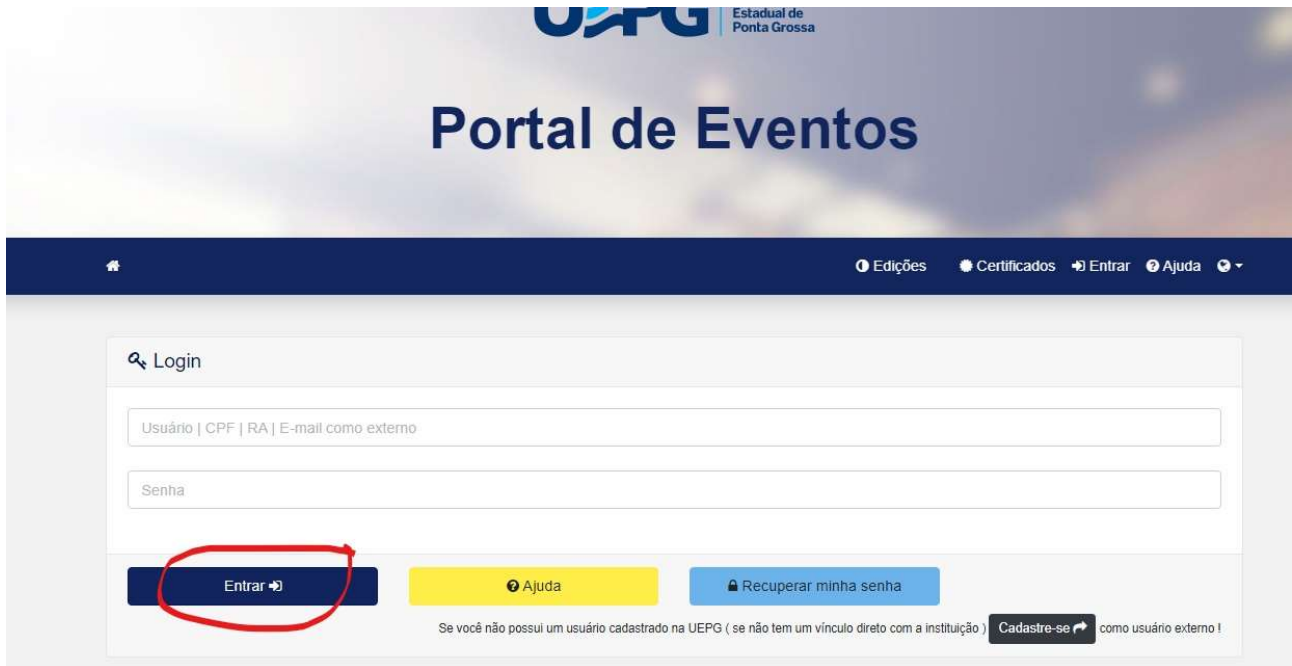 UEPG
Estadual de
Ponta Grossa
Portal de Eventos
Edições Certificados Entrar Ajuda
Login
Usuário | CPF | RA | E-mail como externo
Senha
Entrar Ajuda Recuperar minha senha
Se você não possui um usuário cadastrado na UEPG ( se não tem um vínculo direto com a instituição ) Cadastre-se como usuário externo !